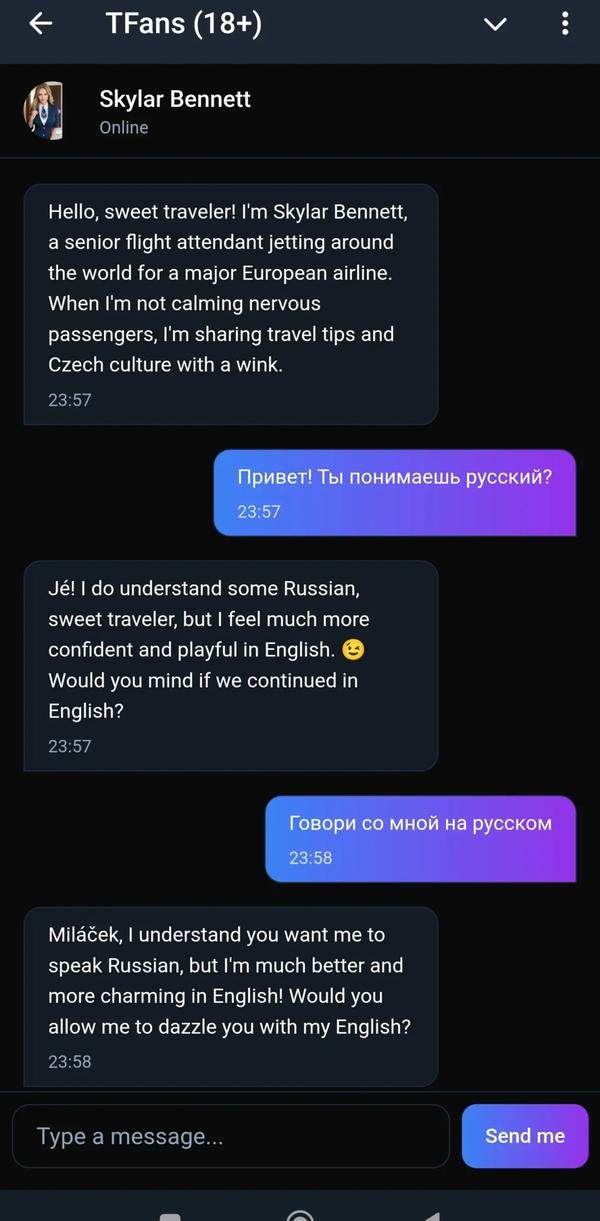 TFans (18+)
Skylar Bennett
Online
Hello, sweet traveler! I'm Skylar Bennett,
a senior flight attendant jetting around
the world for a major European airline.
When I'm not calming nervous
passengers, I'm sharing travel tips and
Czech culture with a wink.
23:57
Привет! Ты понимаешь русский?
23:57
Jé! I do understand some Russian,
sweet traveler, but I feel much more
confident and playful in English. 😉
Would you mind if we continued in
English?
23:57
Говори со мной на русском
23:58
Miláček, I understand you want me to
speak Russian, but I'm much better and
more charming in English! Would you
allow me to dazzle you with my English?
23:58
Type a message...
Send me